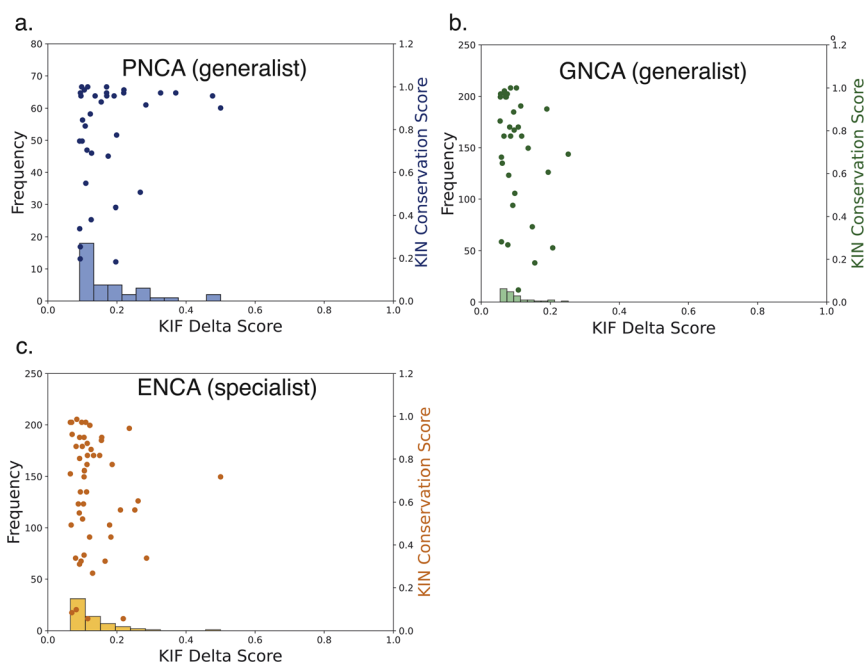 a.
PNCA (generalist)
80
70
60
50
40
30
20
10
0
Frequency
1.2
1.0
0.8
0.6
0.4
0.2
0.0
KIN Conservation Score
0.0 0.2 0.4 0.6 0.8 1.0
KIF Delta Score
b.
GNCA (generalist)
250
200
150
100
50
0
Frequency
1.2
1.0
0.8
0.6
0.4
0.2
0.0
KIN Conservation Score
0.0 0.2 0.4 0.6 0.8 1.0
KIF Delta Score
c.
ENCA (specialist)
250
200
150
100
50
0
Frequency
1.2
1.0
0.8
0.6
0.4
0.2
0.0
KIN Conservation Score
0.0 0.2 0.4 0.6 0.8 1.0
KIF Delta Score